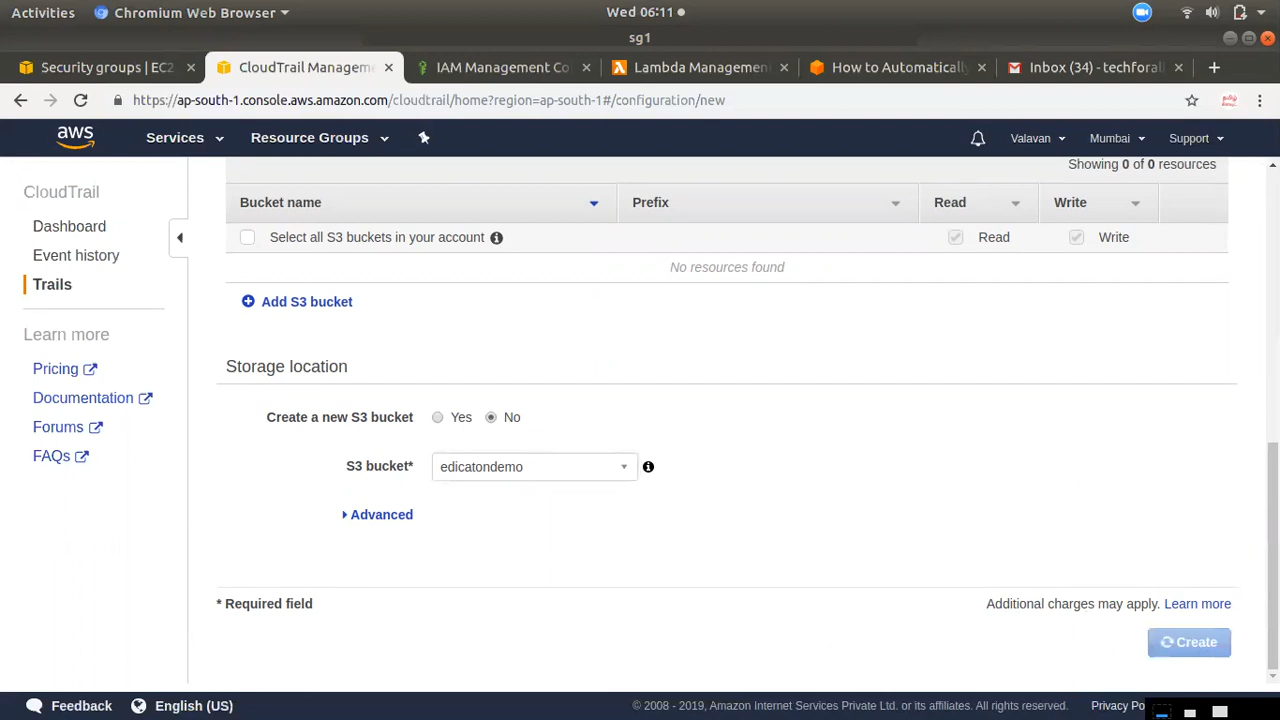 Activities Chromium Web Browser Wed 06:11
sg1
Security groups | EC2 CloudTrail Manageme IAM Management Co Lambda Management How to Automatically Inbox (34) - techforall
https://ap-south-1.console.aws.amazon.com/cloudtrail/home?region=ap-south-1#/configuration/new
aws Services Resource Groups Valavan Mumbai Support
CloudTrail
Dashboard
Event history
Trails
Learn more
Pricing
Documentation
Forums
FAQs
Showing 0 of 0 resources
Bucket name Prefix Read Write
Select all S3 buckets in your account Read Write
No resources found
Add S3 bucket
Storage location
Create a new S3 bucket Yes No
S3 bucket* edicatondemo
Advanced
* Required field Additional charges may apply. Learn more
Create
Feedback English (US) © 2008 - 2019, Amazon Internet Services Private Ltd. or its affiliates. All rights reserved. Privacy Po